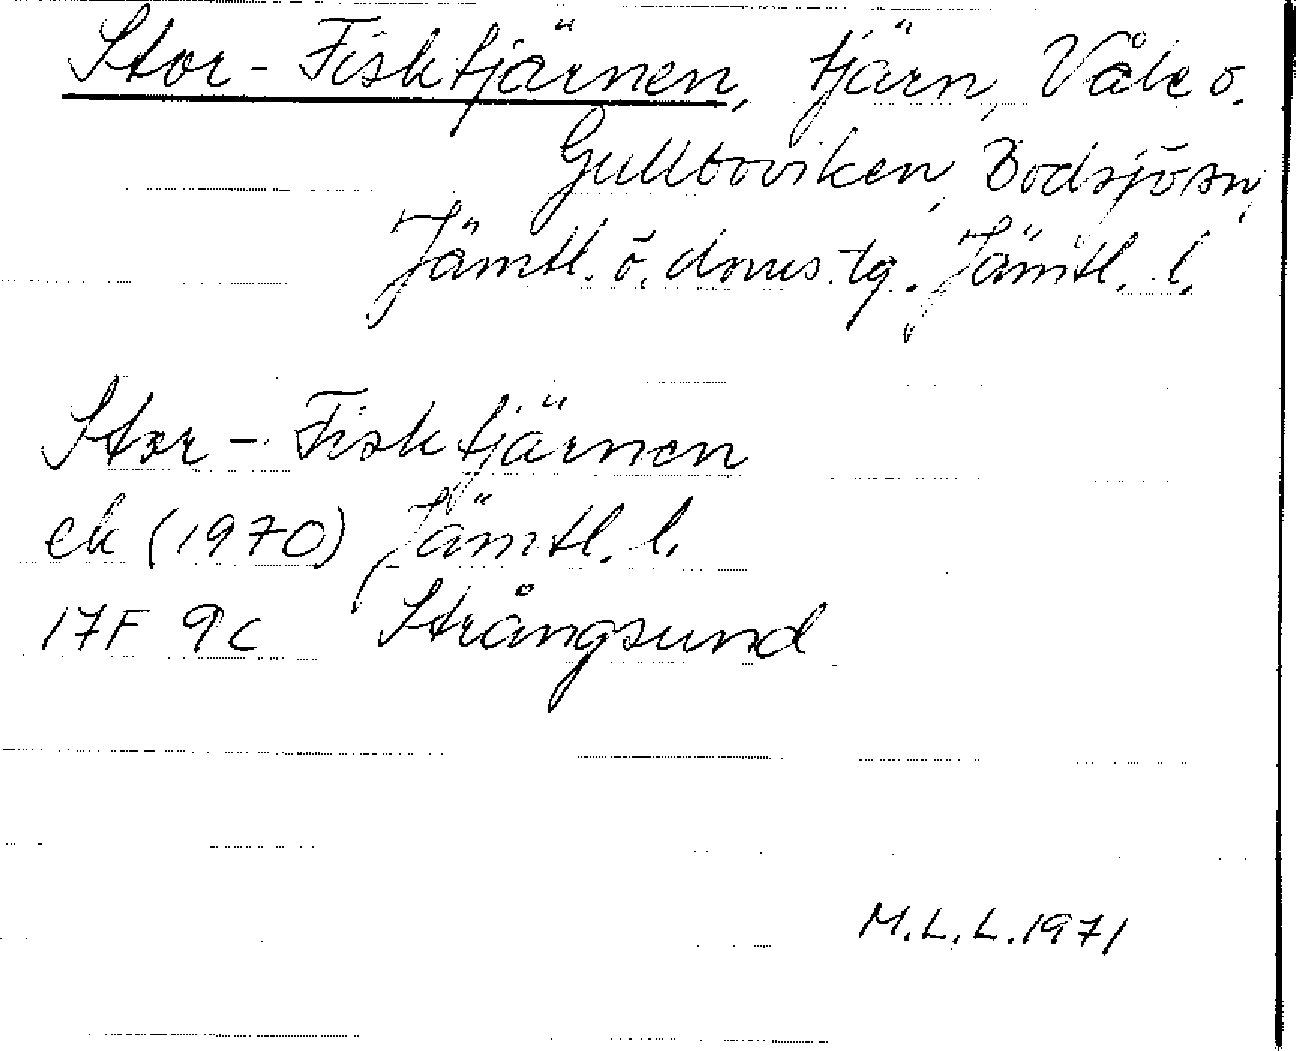 Stor-Fisktjärnen, tjärn, Våle o.
Gullboviken, Bodsjö sn,
Jämtl. ö. doms.tg. Jämtl. l.
Stor-Fisktjärnen
ek (1970) Jämtl. l.
17F 9c Strångsund
M.L.L. 1971